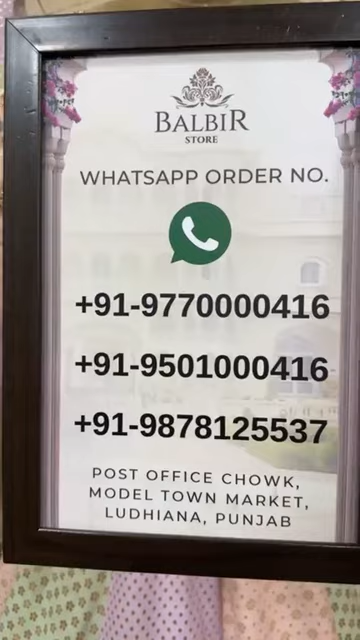 BALBIR
STORE
WHATSAPP ORDER NO.
+91-9770000416
+91-9501000416
+91-9878125537
POST OFFICE CHOWK,
MODEL TOWN MARKET,
LUDHIANA, PUNJAB